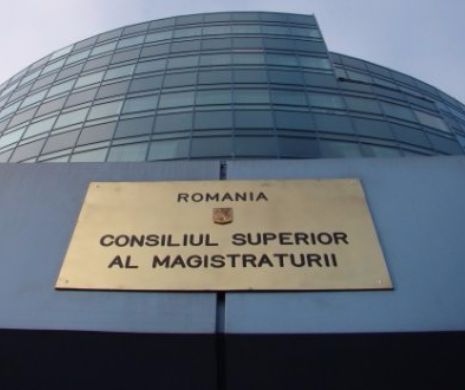 ROMANIA
CONSILIUL SUPERIOR
AL MAGISTRATURII